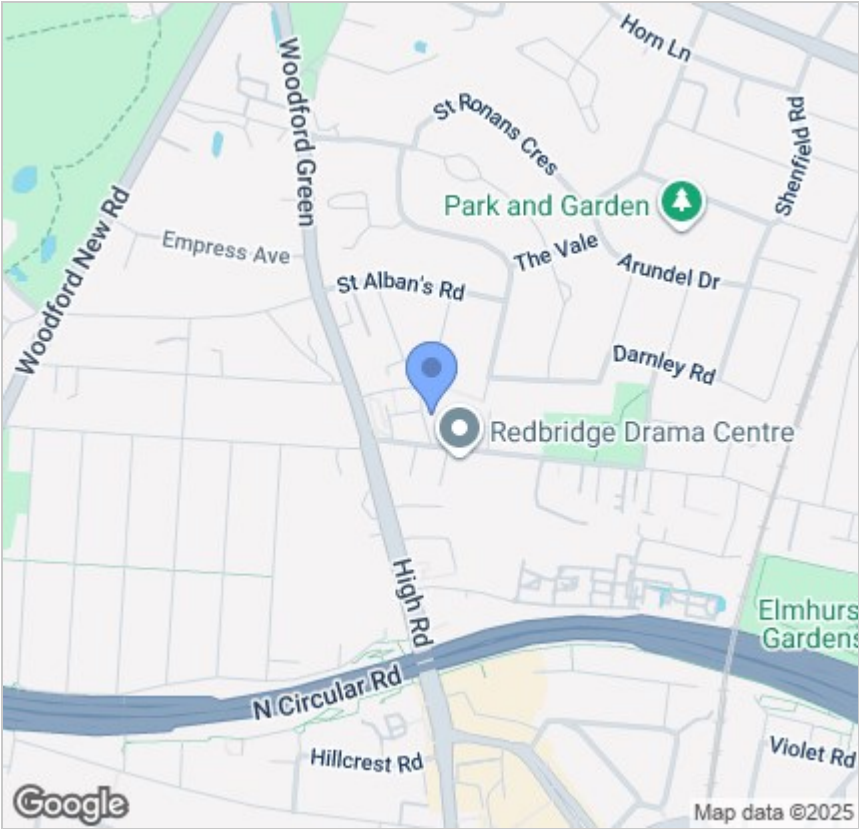 Horn Ln
Woodford Green
St Ronans Cres
Shenfield Rd
Park and Garden
Woodford New Rd
Empress Ave
The Vale
St Alban's Rd
Arundel Dr
Darnley Rd
Redbridge Drama Centre
High Rd
Elmhurs
Gardens
N Circular Rd
Hillcrest Rd
Violet Rd
Google
Map data ©2025